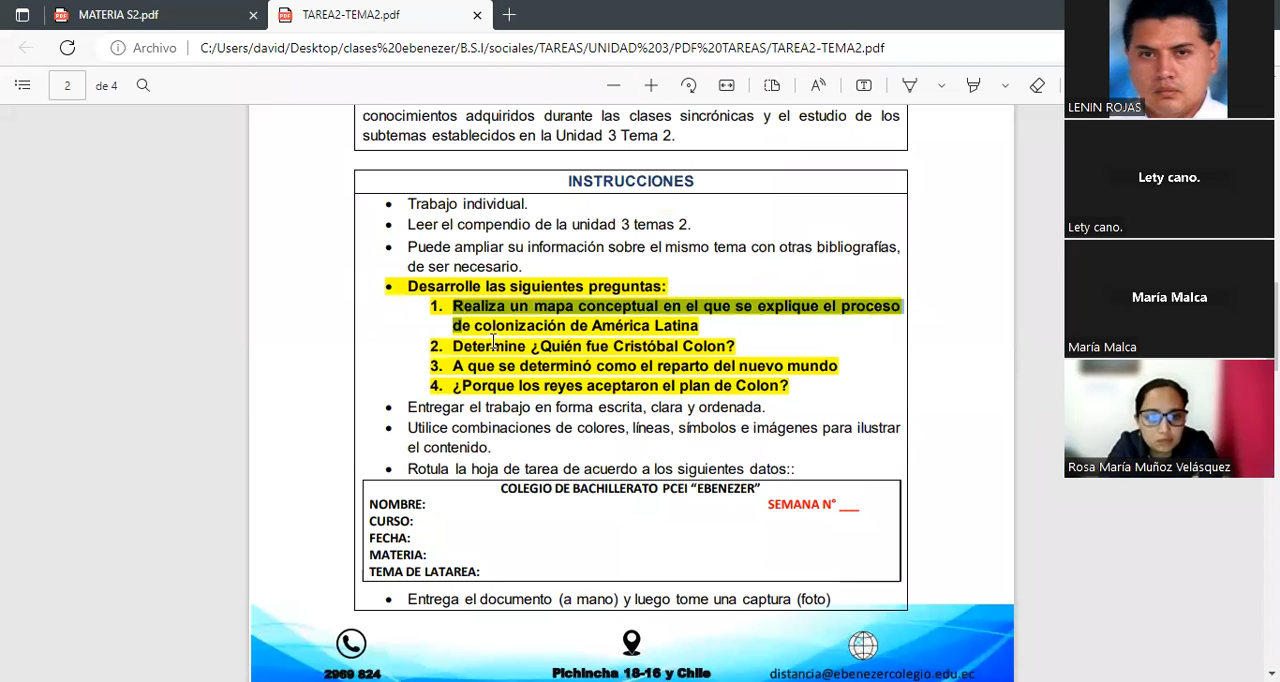 MATERIA S2.pdf
TAREA2-TEMA2.pdf
Archivo
C:/Users/david/Desktop/clases%20ebenezer/B.S.I/sociales/TAREAS/UNIDAD%203/PDF%20TAREAS/TAREA2-TEMA2.pdf
2 de 4
conocimientos adquiridos durante las clases sincrónicas y el estudio de los
subtemas establecidos en la Unidad 3 Tema 2.
INSTRUCCIONES
• Trabajo individual.
• Leer el compendio de la unidad 3 temas 2.
• Puede ampliar su información sobre el mismo tema con otras bibliografías,
de ser necesario.
• Desarrolle las siguientes preguntas:
1. Realiza un mapa conceptual en el que se explique el proceso
de colonización de América Latina
2. Determine ¿Quién fue Cristóbal Colon?
3. A que se determinó como el reparto del nuevo mundo
4. ¿Porque los reyes aceptaron el plan de Colon?
• Entregar el trabajo en forma escrita, clara y ordenada.
• Utilice combinaciones de colores, líneas, símbolos e imágenes para ilustrar
el contenido.
• Rotula la hoja de tarea de acuerdo a los siguientes datos::
COLEGIO DE BACHILLERATO PCEI “EBENEZER”
NOMBRE: SEMANA N° ___
CURSO:
FECHA:
MATERIA:
TEMA DE LATAREA:
• Entrega el documento (a mano) y luego tome una captura (foto)
2969 824
Pichincha 18-16 y Chile
distancia@ebenezercolegio.edu.ec
LENIN ROJAS
Lety cano.
Lety cano.
María Malca
María Malca
Rosa María Muñoz Velásquez